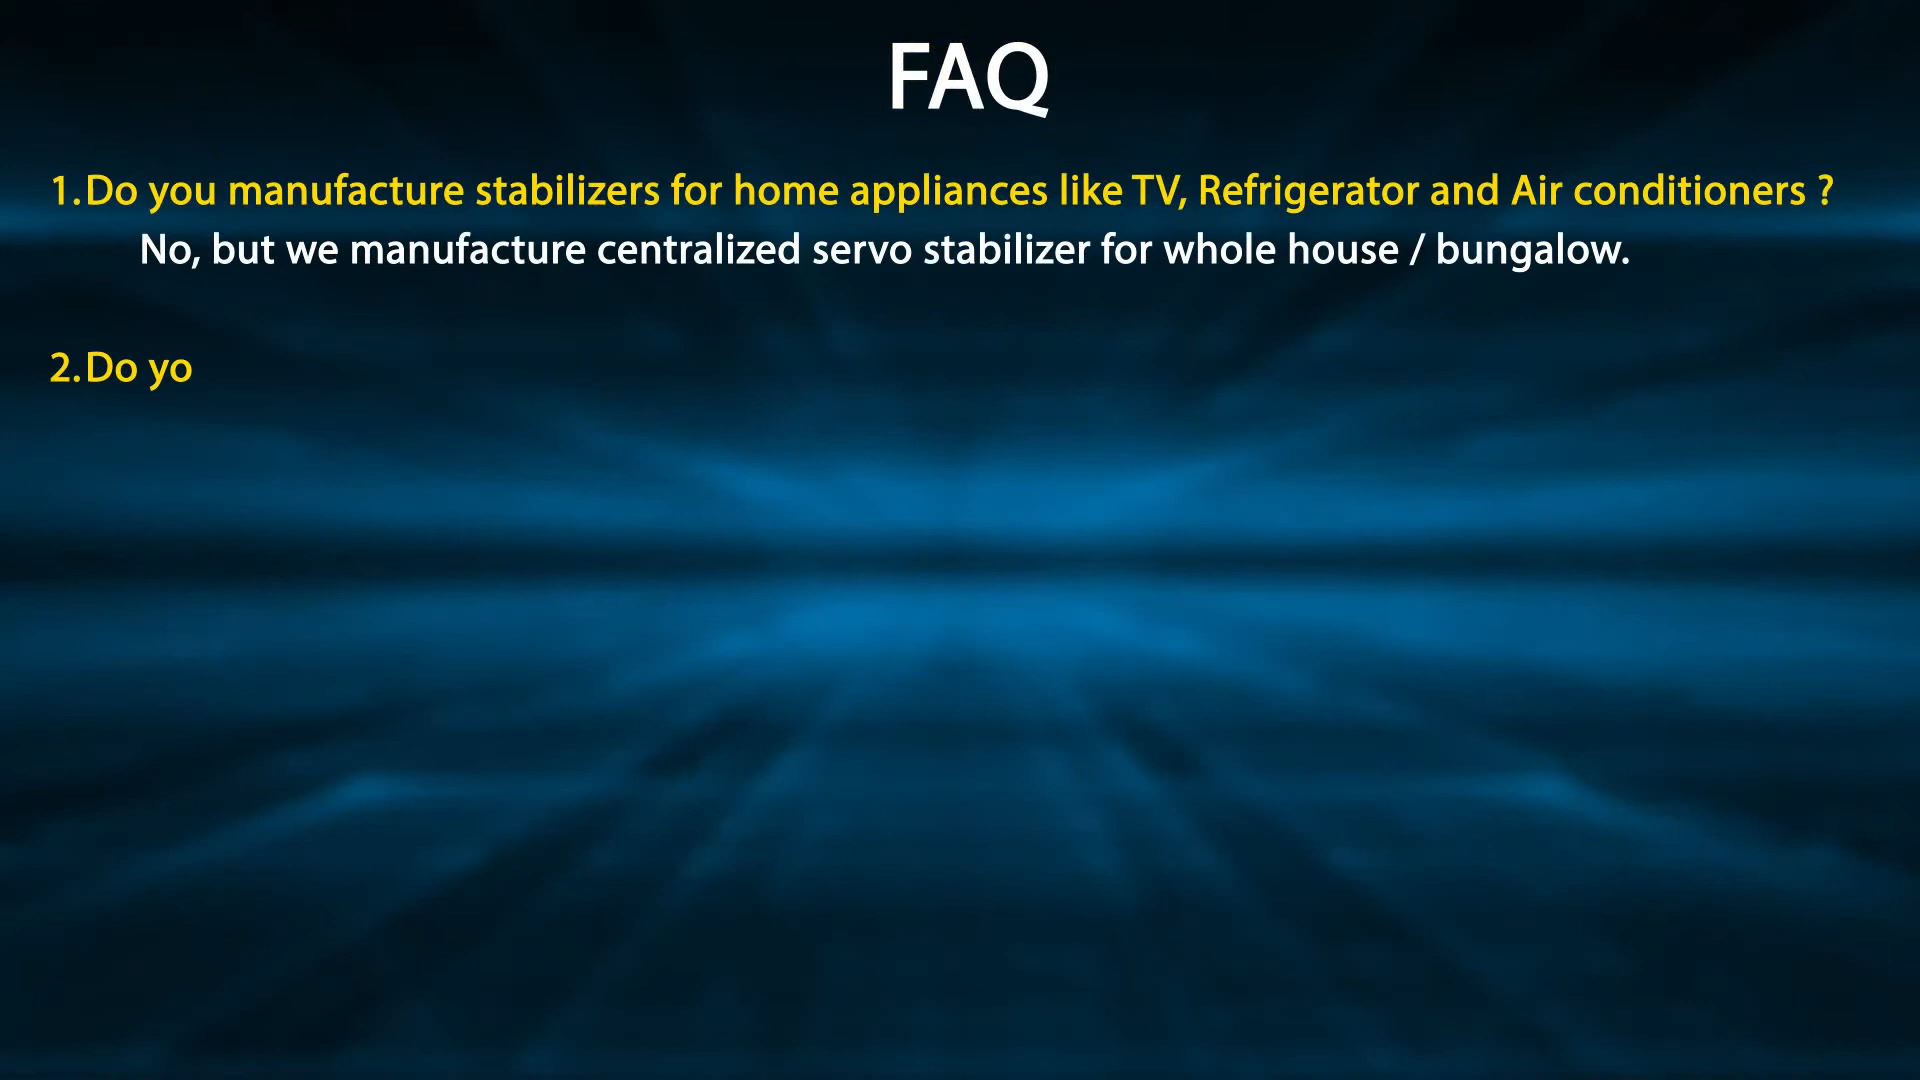 FAQ
1. Do you manufacture stabilizers for home appliances like TV, Refrigerator and Air conditioners ?
No, but we manufacture centralized servo stabilizer for whole house / bungalow.
2. Do yo